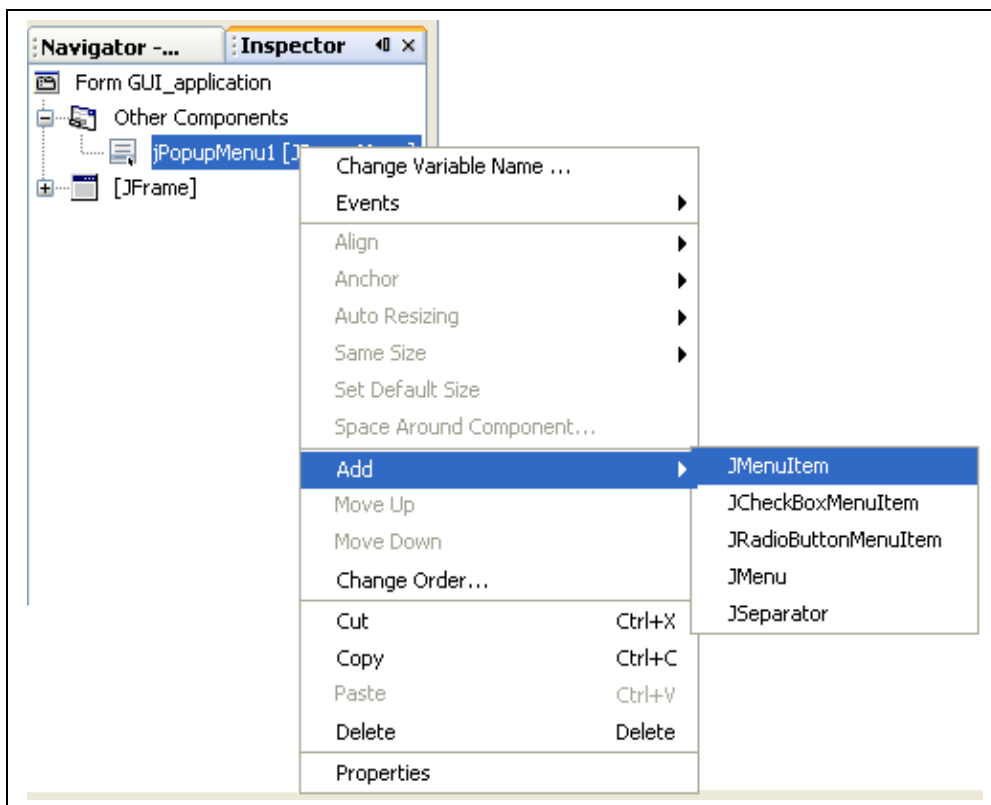 Navigator -...
Inspector
Form GUI_application
Other Components
jPopupMenu1 [J
[JFrame]
Change Variable Name ...
Events
Align
Anchor
Auto Resizing
Same Size
Set Default Size
Space Around Component...
Add
Move Up
Move Down
Change Order...
Cut Ctrl+X
Copy Ctrl+C
Paste Ctrl+V
Delete Delete
Properties
JMenuItem
JCheckBoxMenuItem
JRadioButtonMenuItem
JMenu
JSeparator